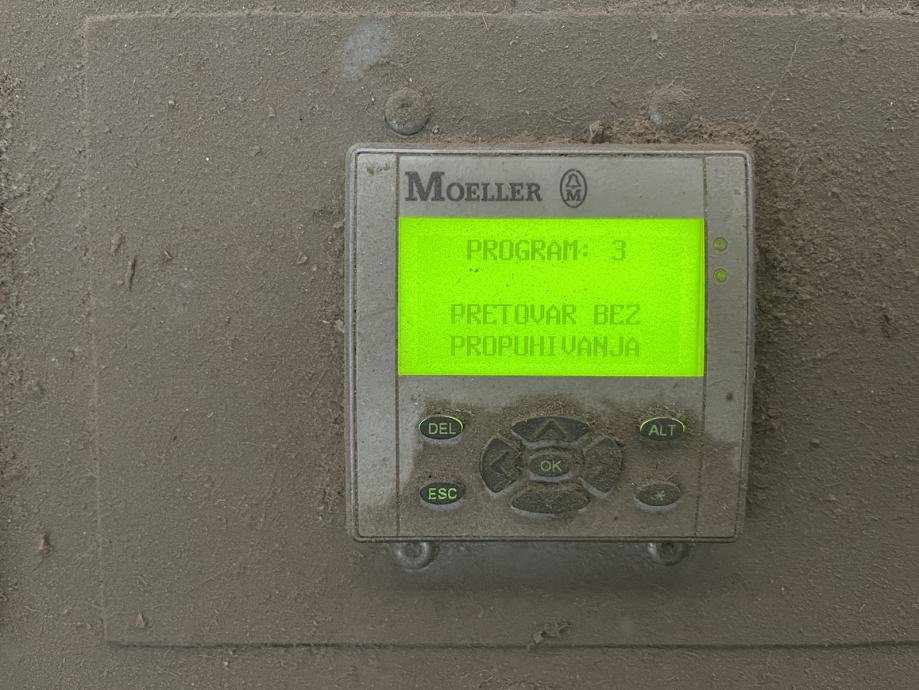 MOELLER
PROGRAM: 3
PRETOVAR BEZ
PROPUHIVANJA
DEL
ALT
OK
ESC
*